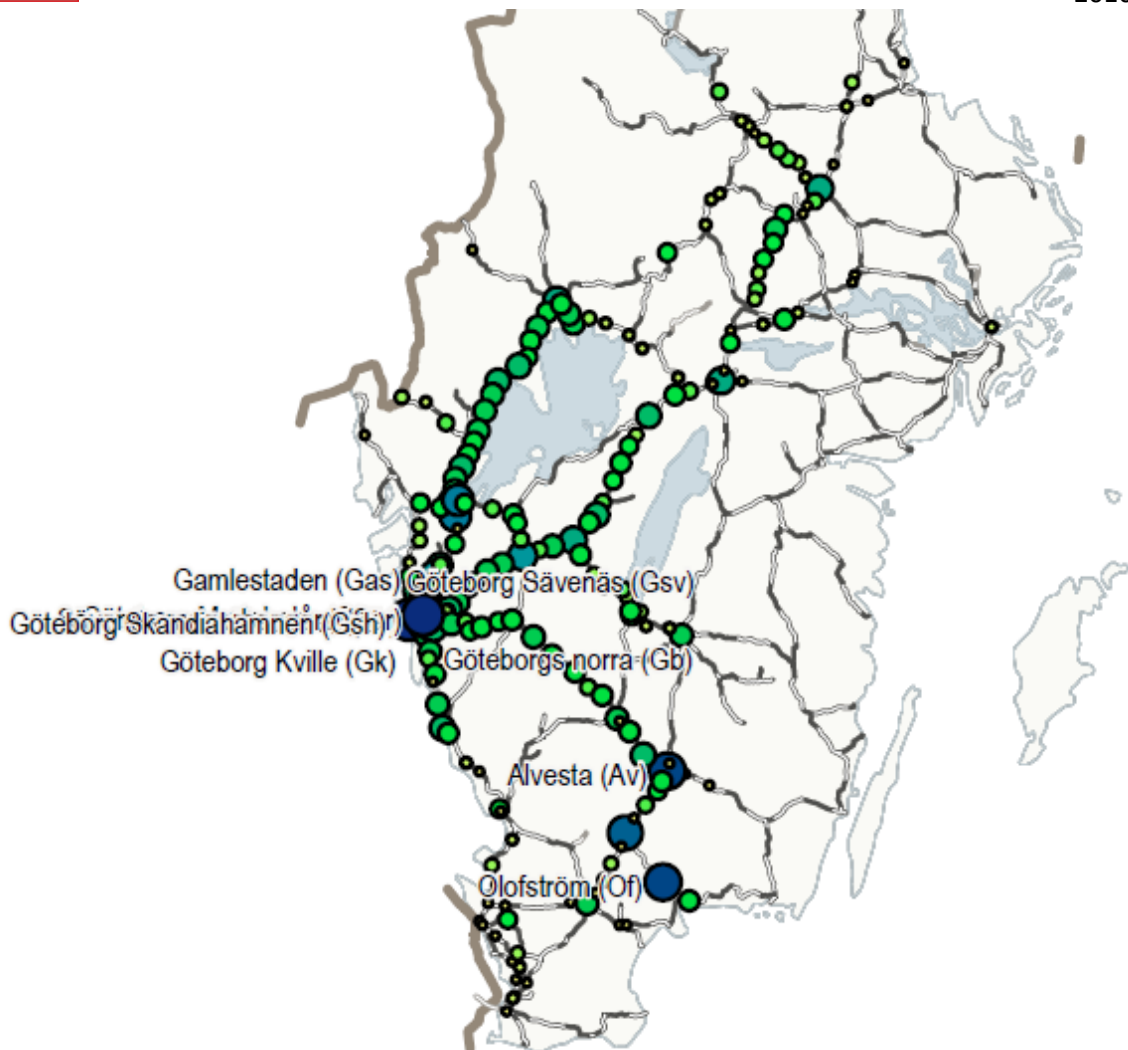 Gamlestaden (Gas)
Göteborg Sävenäs (Gsv)
Göteborg Skandiahamnen (Gsh)
Göteborg Kville (Gk)
Göteborgs norra (Gb)
Alvesta (Av)
Olofström (Of)